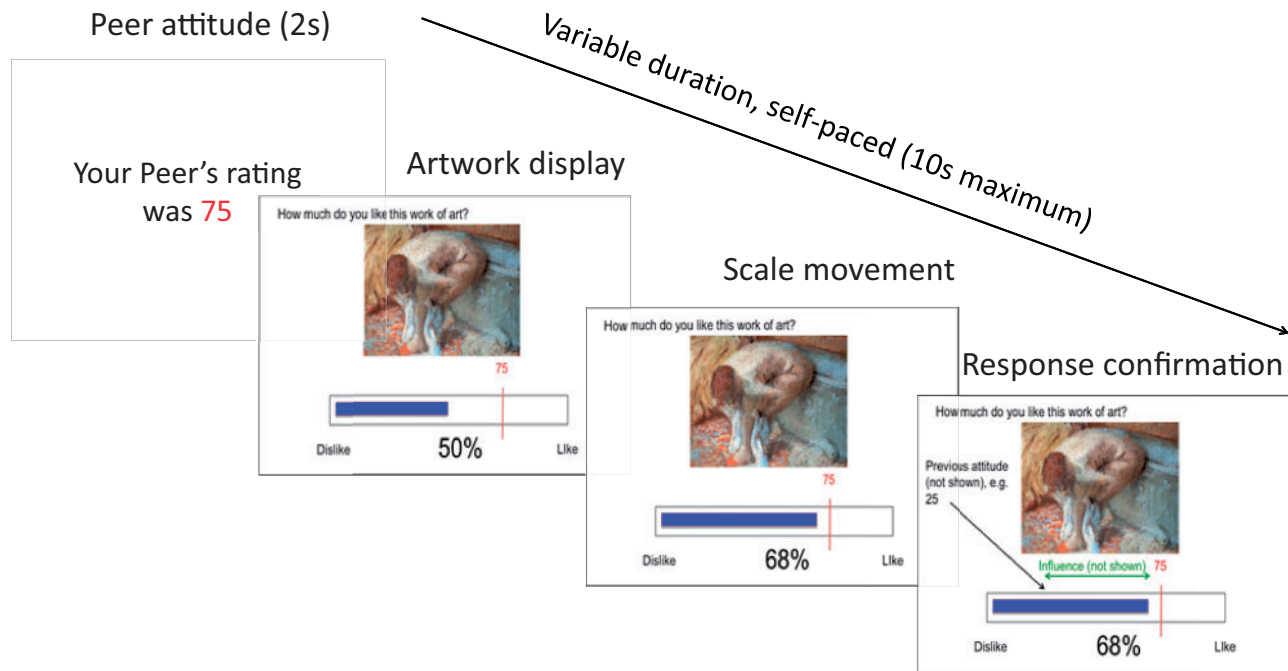 Peer attitude (2s)
Variable duration, self-paced (10s maximum)
Your Peer's rating
was 75
Artwork display
How much do you like this work of art?
75
Dislike
50%
LIke
Scale movement
How much do you like this work of art?
75
Dislike
68%
LIke
Response confirmation
How much do you like this work of art?
Previous attitude
(not shown), e.g.
25
Influence (not shown) 75
Dislike
68%
LIke